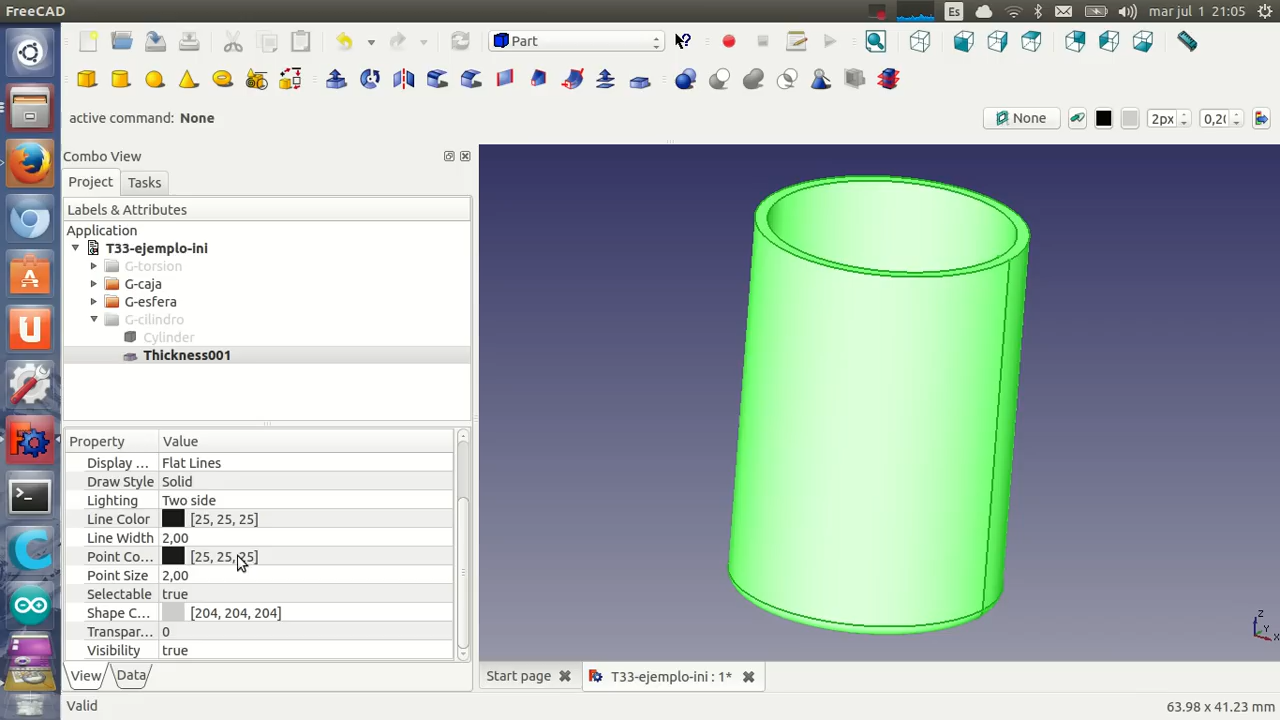 FreeCAD Es mar jul 1 21:05
Part
active command: None
None 2px 0,20
Combo View
Project Tasks
Labels & Attributes
Application
T33-ejemplo-ini
G-torsion
G-caja
G-esfera
G-cilindro
Cylinder
Thickness001
Property Value
Display ... Flat Lines
Draw Style Solid
Lighting Two side
Line Color [25, 25, 25]
Line Width 2,00
Point Co... [25, 25, 25]
Point Size 2,00
Selectable true
Shape C... [204, 204, 204]
Transpar... 0
Visibility true
View Data
Start page T33-ejemplo-ini : 1*
Valid 63.98 x 41.23 mm
Z
X